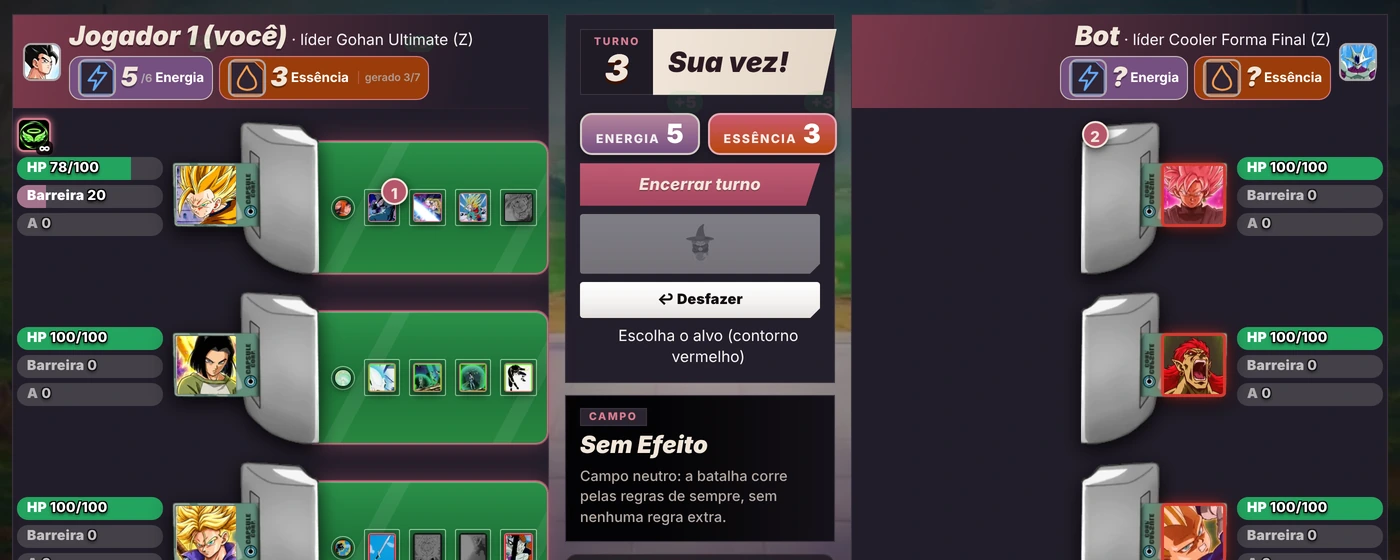 Jogador 1 (você) · líder Gohan Ultimate (Z)
5 /6 Energia
3 Essência gerado 3/7
TURNO
3
Sua vez!
Bot · líder Cooler Forma Final (Z)
? Energia
? Essência
ENERGIA 5
ESSÊNCIA 3
Encerrar turno
↩ Desfazer
Escolha o alvo (contorno
vermelho)
CAMPO
Sem Efeito
Campo neutro: a batalha corre
pelas regras de sempre, sem
nenhuma regra extra.
∞
HP 78/100
Barreira 20
A 0
CAPSULE CORP
1
HP 100/100
Barreira 0
A 0
CAPSULE CORP
HP 100/100
Barreira 0
2
HP 100/100
Barreira 0
A 0
HP 100/100
Barreira 0
A 0
HP 100/100
Barreira 0